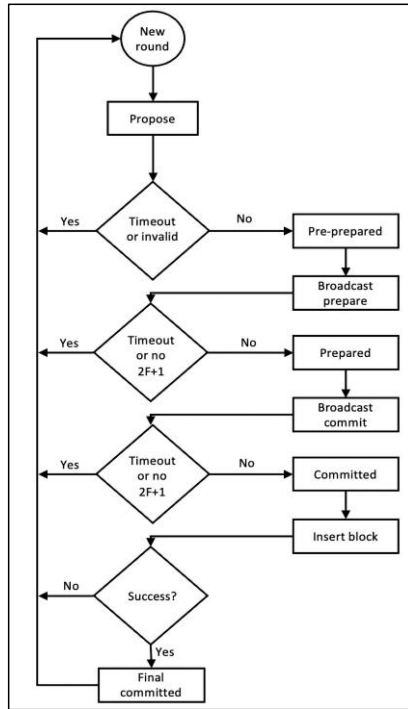 New
round
Propose
Timeout
or invalid
Yes
No
Pre-prepared
Broadcast
prepare
Timeout
or no
2F+1
Yes
No
Prepared
Broadcast
commit
Timeout
or no
2F+1
Yes
No
Committed
Insert block
Success?
No
Yes
Final
committed